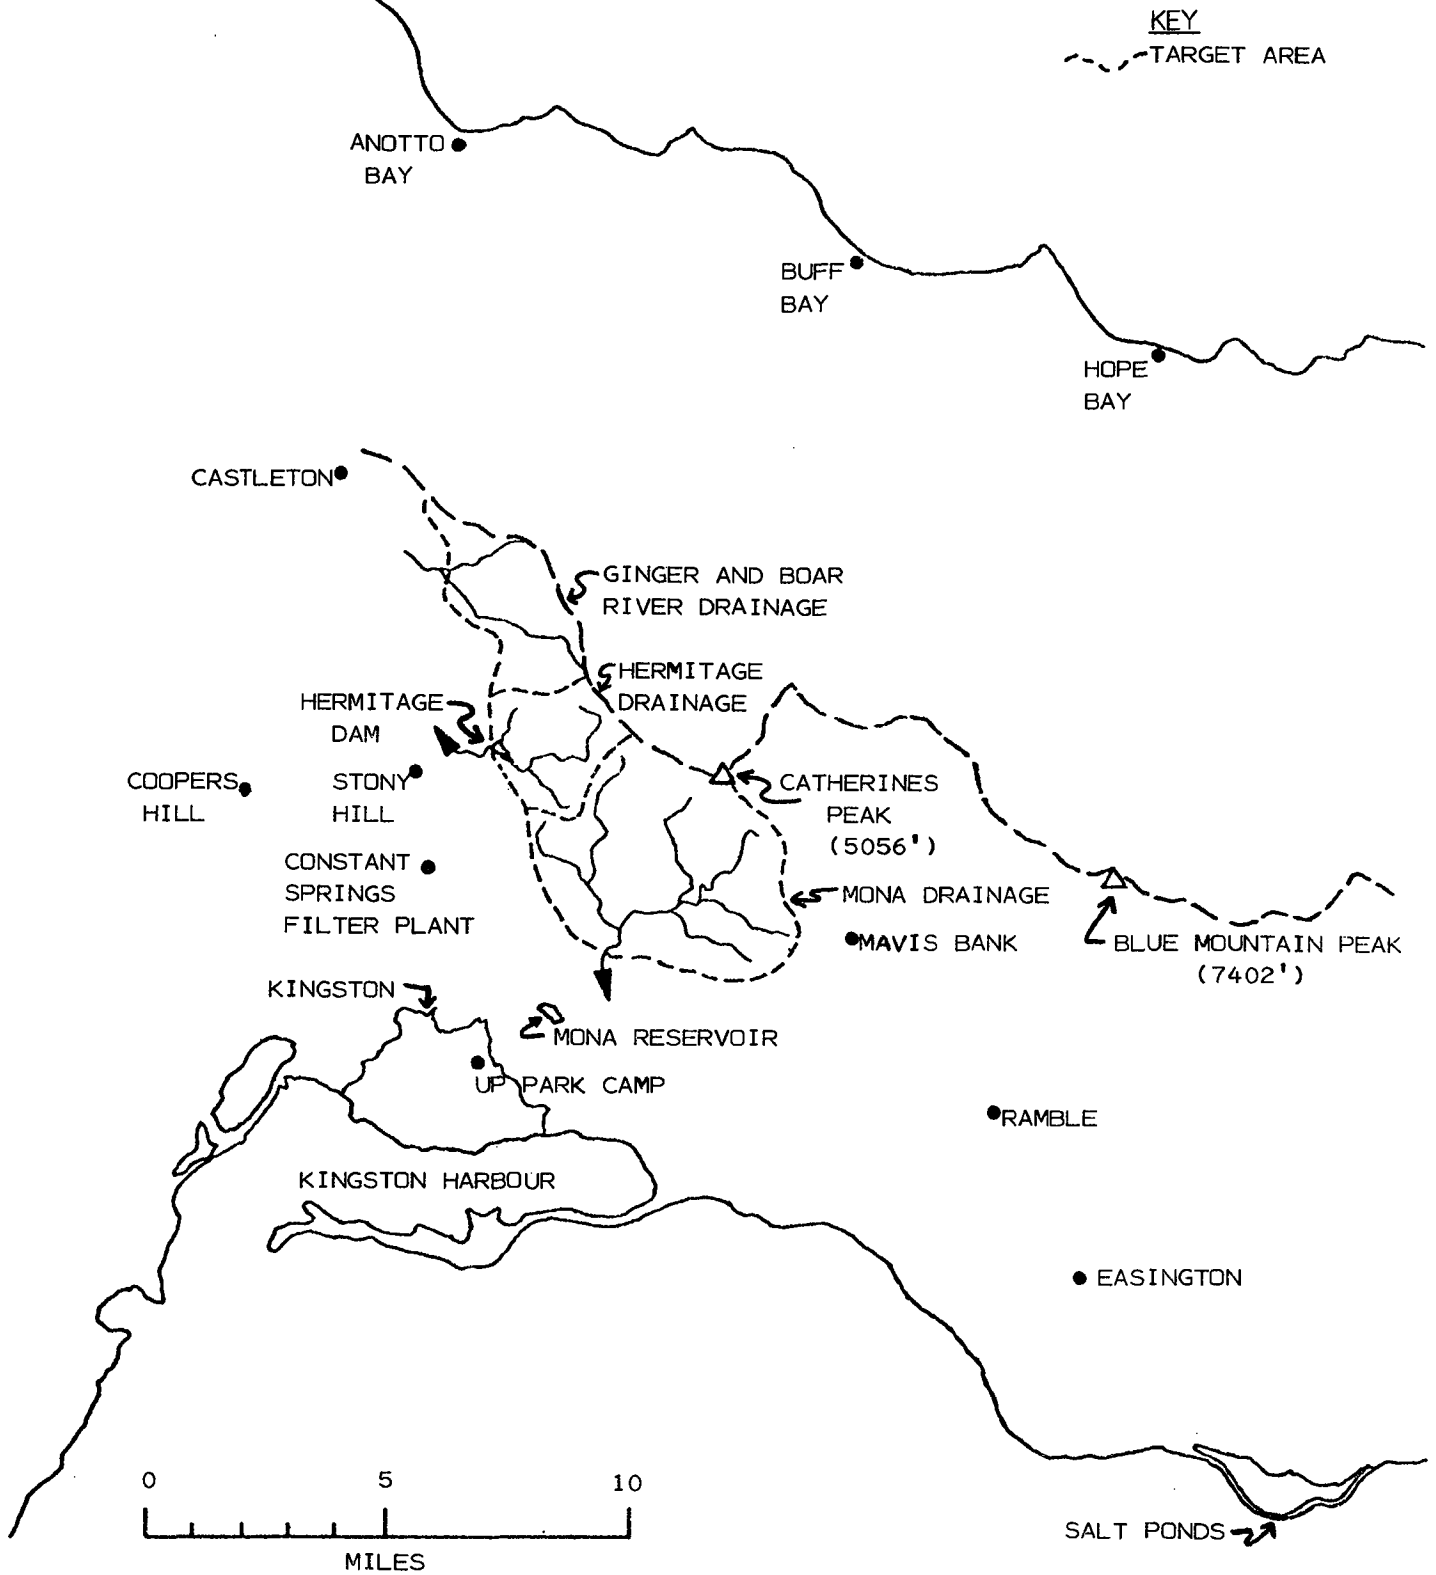 KEY
TARGET AREA
ANOTTO
BAY
BUFF
BAY
HOPE
BAY
CASTLETON
GINGER AND BOAR
RIVER DRAINAGE
HERMITAGE
DRAINAGE
HERMITAGE
DAM
COOPERS
HILL
STONY
HILL
CATHERINES
PEAK
(5056')
CONSTANT
SPRINGS
FILTER PLANT
MONA DRAINAGE
MAVIS BANK
BLUE MOUNTAIN PEAK
(7402')
KINGSTON
MONA RESERVOIR
UP PARK CAMP
RAMBLE
KINGSTON HARBOUR
EASINGTON
0 5 10
MILES
SALT PONDS